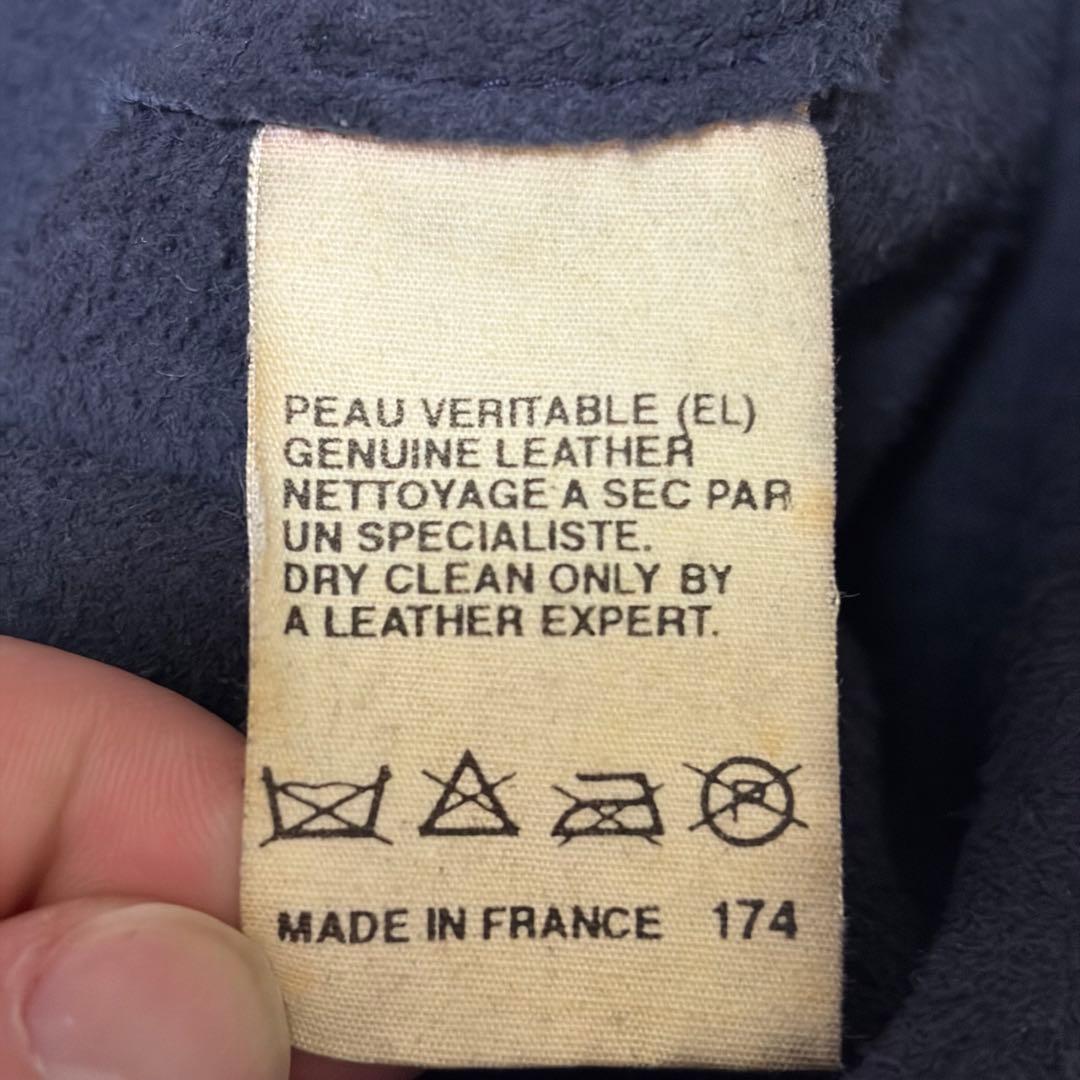 PEAU VERITABLE (EL)
GENUINE LEATHER
NETTOYAGE A SEC PAR
UN SPECIALISTE.
DRY CLEAN ONLY BY
A LEATHER EXPERT.
P
MADE IN FRANCE 174